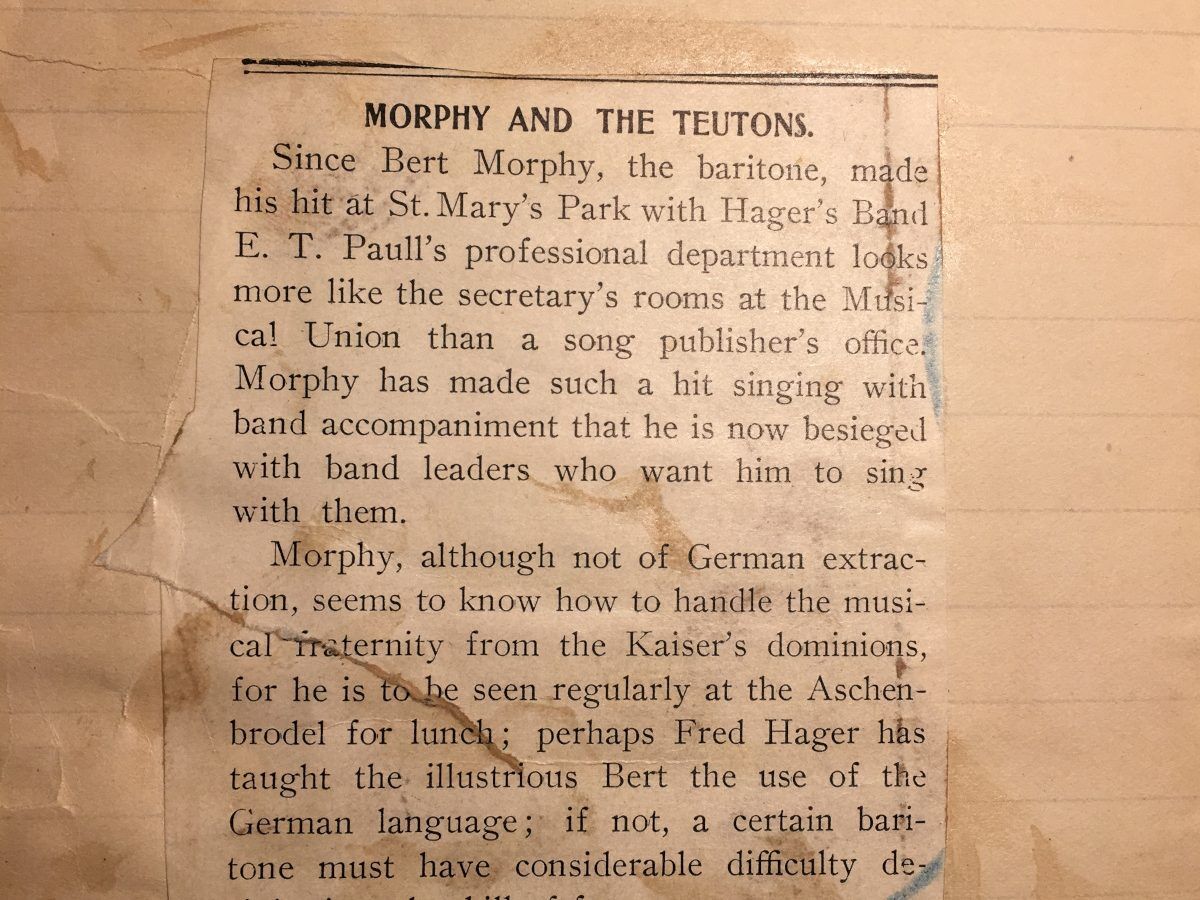 MORPHY AND THE TEUTONS.
Since Bert Morphy, the baritone, made
his hit at St. Mary's Park with Hager's Band
E. T. Paull's professional department looks
more like the secretary's rooms at the Musi-
cal Union than a song publisher's office.
Morphy has made such a hit singing with
band accompaniment that he is now besieged
with band leaders who want him to sing
with them.
Morphy, although not of German extrac-
tion, seems to know how to handle the musi-
cal fraternity from the Kaiser's dominions,
for he is to be seen regularly at the Aschen-
brodel for lunch; perhaps Fred Hager has
taught the illustrious Bert the use of the
German language; if not, a certain bari-
tone must have considerable difficulty de-